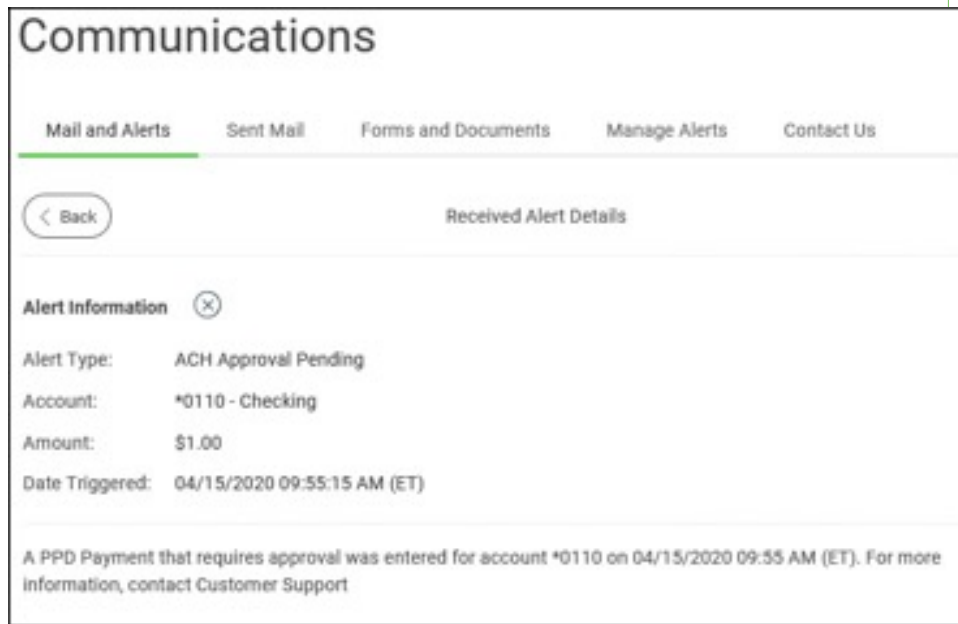 Communications
Mail and Alerts Sent Mail Forms and Documents Manage Alerts Contact Us
< Back Received Alert Details
Alert Information
Alert Type: ACH Approval Pending
Account: *0110 - Checking
Amount: $1.00
Date Triggered: 04/15/2020 09:55:15 AM (ET)
A PPD Payment that requires approval was entered for account *0110 on 04/15/2020 09:55 AM (ET). For more
information, contact Customer Support